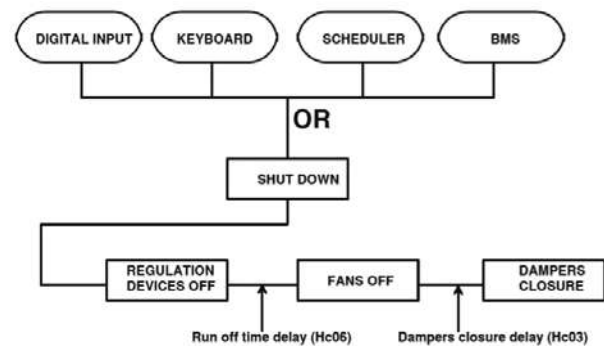 DIGITAL INPUT
KEYBOARD
SCHEDULER
BMS
OR
SHUT DOWN
REGULATION
DEVICES OFF
FANS OFF
DAMPERS
CLOSURE
Run off time delay (Hc06)
Dampers closure delay (Hc03)